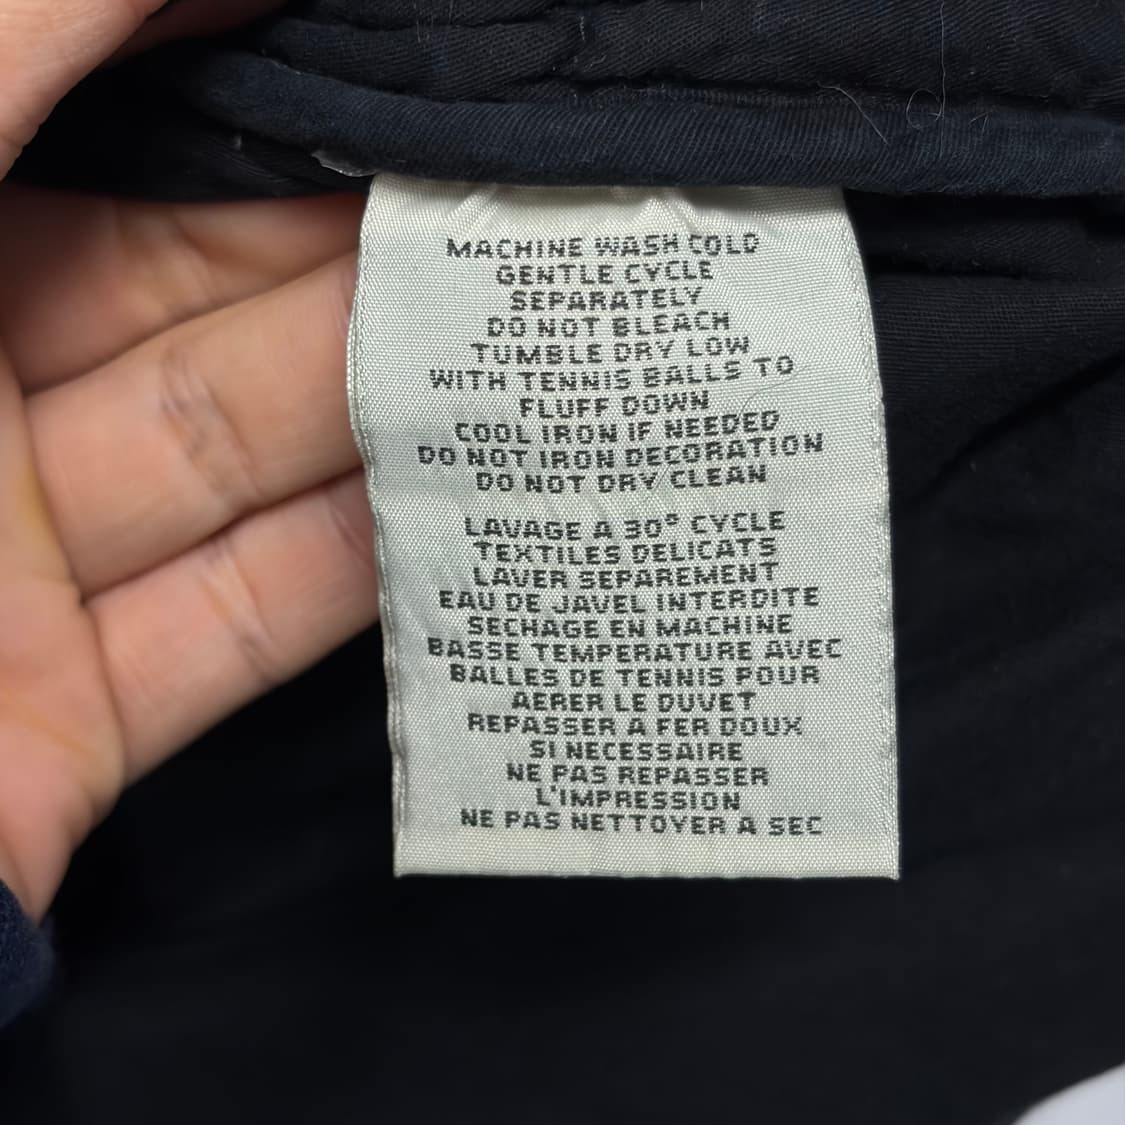 MACHINE WASH COLD
GENTLE CYCLE
SEPARATELY
DO NOT BLEACH
TUMBLE DRY LOW
WITH TENNIS BALLS TO
FLUFF DOWN
COOL IRON IF NEEDED
DO NOT IRON DECORATION
DO NOT DRY CLEAN
LAVAGE A 30° CYCLE
TEXTILES DELICATS
LAVER SEPAREMENT
EAU DE JAVEL INTERDITE
SECHAGE EN MACHINE
BASSE TEMPERATURE AVEC
BALLES DE TENNIS POUR
AERER LE DUVET
REPASSER A FER DOUX
SI NECESSAIRE
NE PAS REPASSER
L'IMPRESSION
NE PAS NETTOYER A SEC